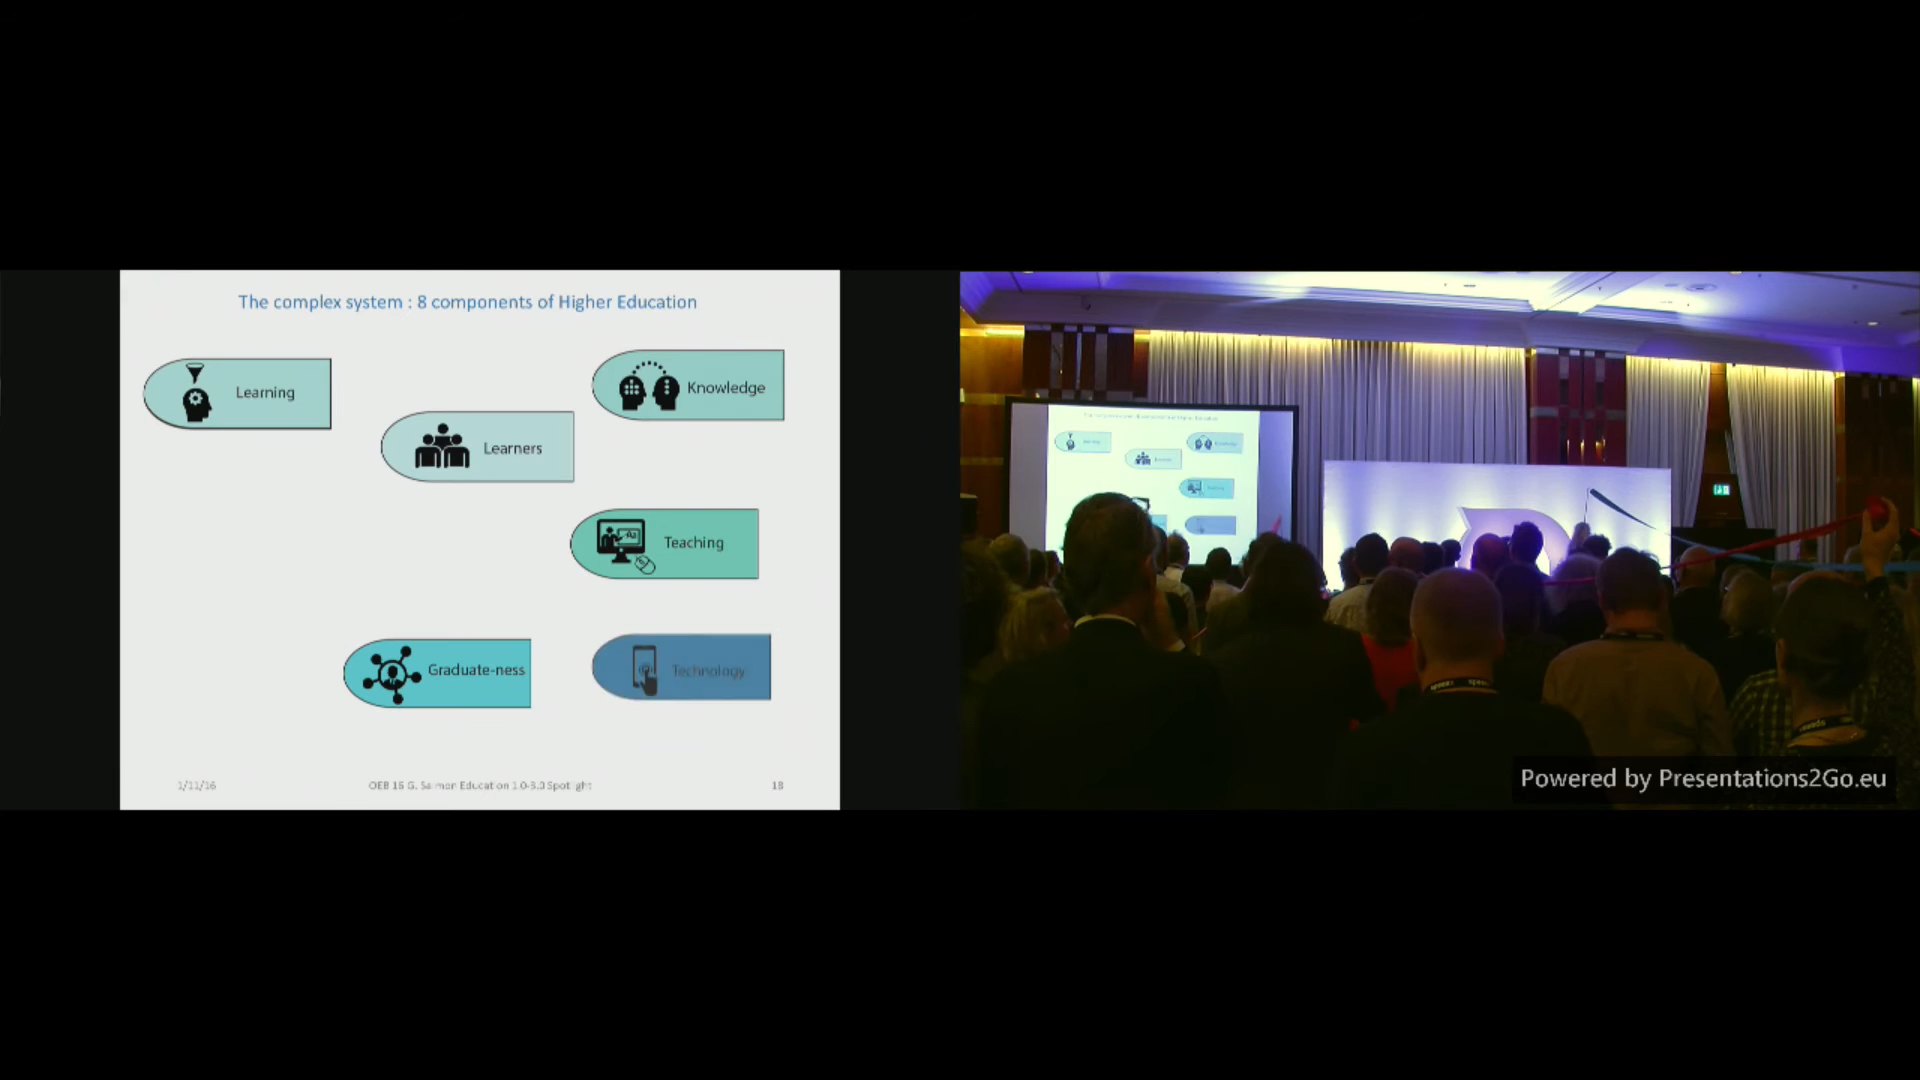 The complex system : 8 components of Higher Education
Learning
Knowledge
Learners
Teaching
Graduate-ness
Technology
1/11/16
OEB 16 G. Salmon Education 1.0-3.0 Spotlight
18
Powered by Presentations2Go.eu